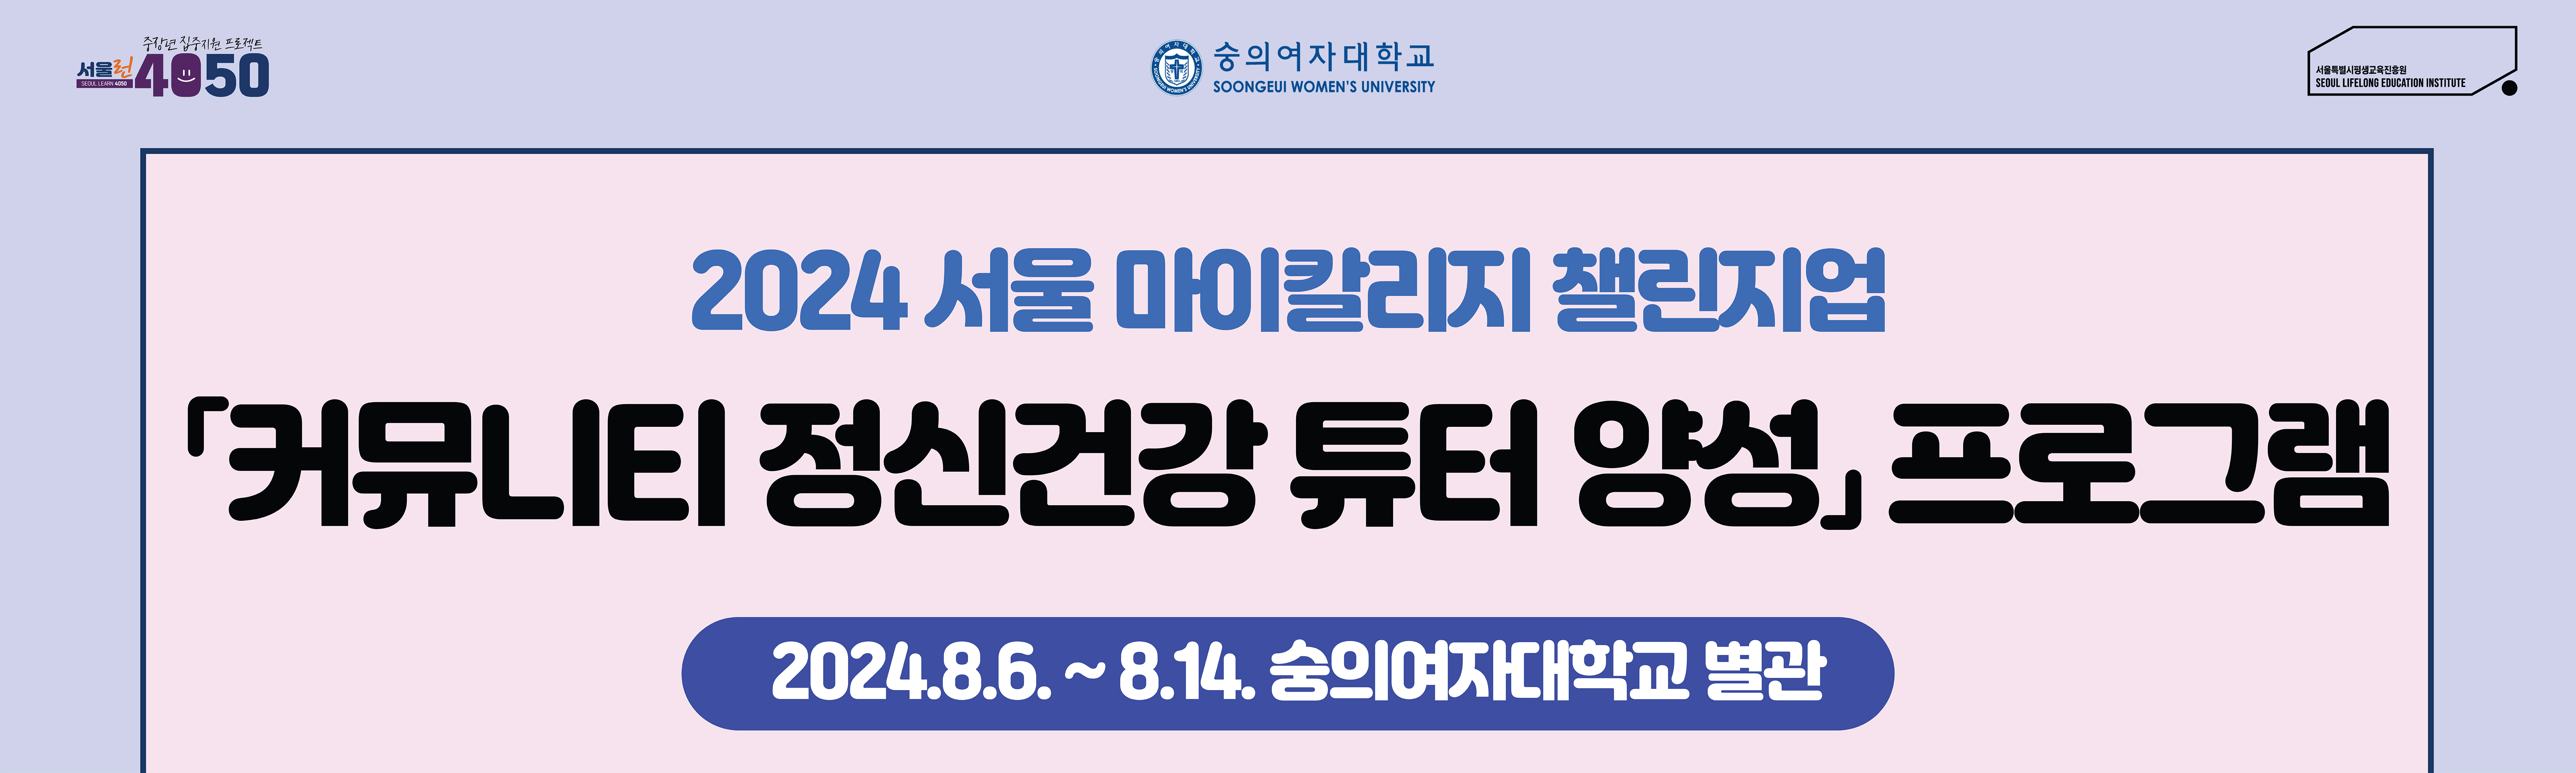 중장년 집중지원 프로젝트
서울런 4050
SEOUL LEARN 4050
숭의여자대학교
SOONGEUI WOMEN'S UNIVERSITY
서울특별시평생교육진흥원
SEOUL LIFELONG EDUCATION INSTITUTE
2024 서울 마이칼리지 챌린지업
「커뮤니티 정신건강 튜터 양성」 프로그램
2024.8.6. ~ 8.14. 숭의여자대학교 별관